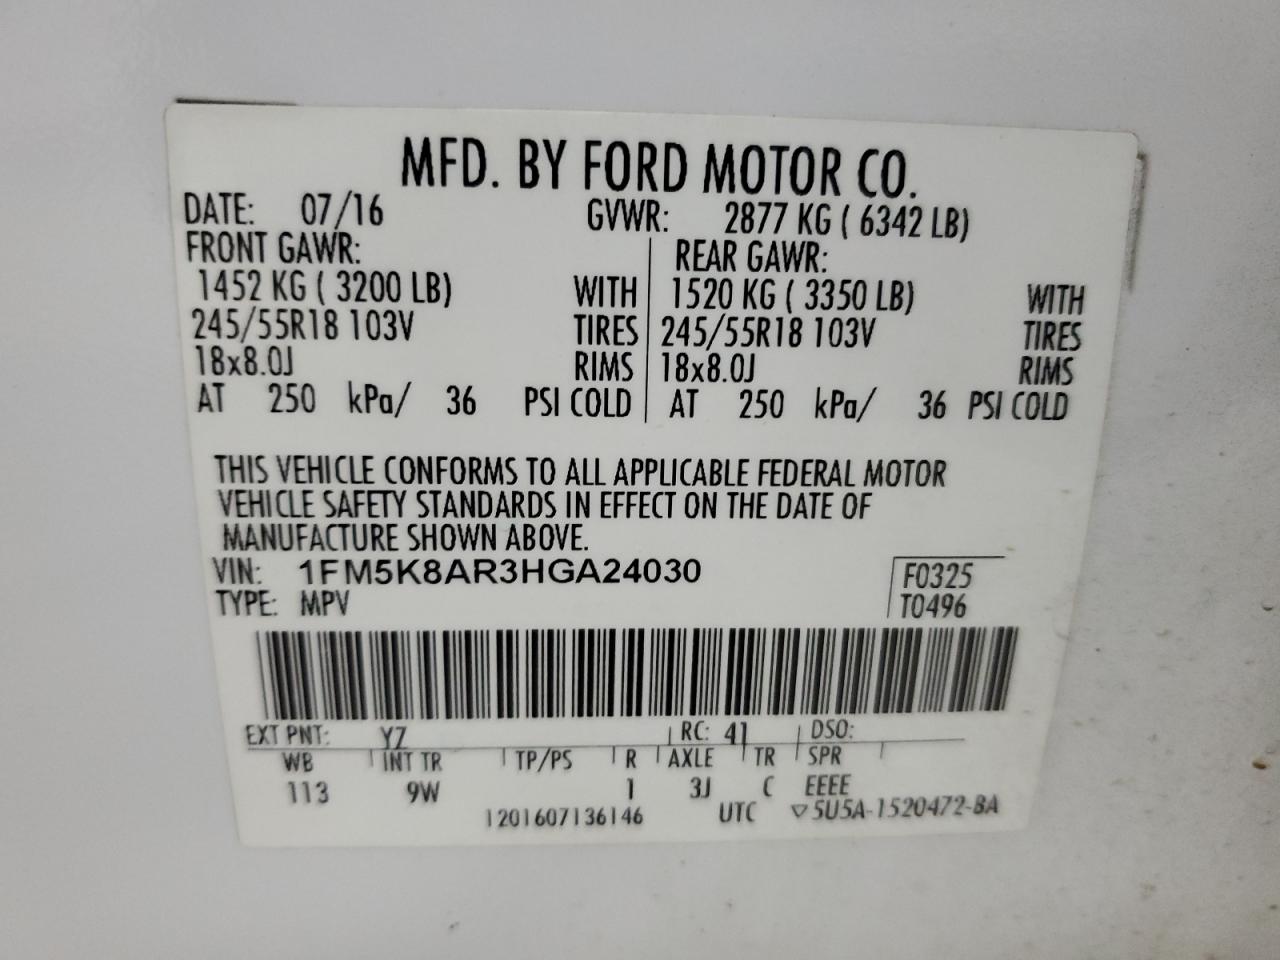 MFD. BY FORD MOTOR CO.
DATE: 07/16 GVWR: 2877 KG ( 6342 LB)
FRONT GAWR: REAR GAWR:
1452 KG ( 3200 LB) WITH 1520 KG ( 3350 LB) WITH
245/55R18 103V TIRES 245/55R18 103V TIRES
18x8.0J RIMS 18x8.0J RIMS
AT 250 kPa/ 36 PSI COLD AT 250 kPa/ 36 PSI COLD
THIS VEHICLE CONFORMS TO ALL APPLICABLE FEDERAL MOTOR
VEHICLE SAFETY STANDARDS IN EFFECT ON THE DATE OF
MANUFACTURE SHOWN ABOVE.
VIN: 1FM5K8AR3HGA24030 F0325
TYPE: MPV T0496
EXT PNT: YZ RC: 41 DSO:
WB INT TR TP/PS R AXLE TR SPR
113 9W 1 3J C EEEE
1201607136146 UTC ▽5U5A-1520472-BA